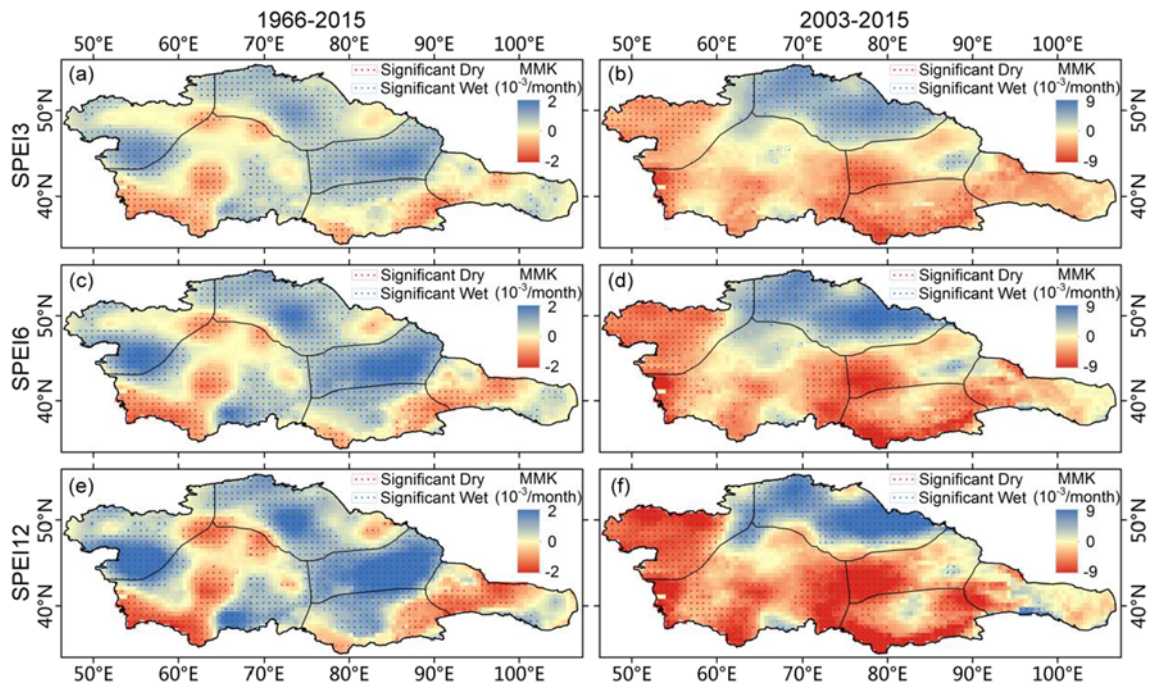 1966-2015 2003-2015
50°E 60°E 70°E 80°E 90°E 100°E 50°E 60°E 70°E 80°E 90°E 100°E
(a) Significant Dry MMK
Significant Wet (10⁻³/month)
2
0
-2
50°N
40°N
SPEI3
(b) Significant Dry MMK
Significant Wet (10⁻³/month)
9
0
-9
50°N
40°N
(c) Significant Dry MMK
Significant Wet (10⁻³/month)
2
0
-2
50°N
40°N
SPEI6
(d) Significant Dry MMK
Significant Wet (10⁻³/month)
9
0
-9
50°N
40°N
(e) Significant Dry MMK
Significant Wet (10⁻³/month)
2
0
-2
50°N
40°N
SPEI12
(f) Significant Dry MMK
Significant Wet (10⁻³/month)
9
0
-9
50°N
40°N
50°E 60°E 70°E 80°E 90°E 100°E 50°E 60°E 70°E 80°E 90°E 100°E